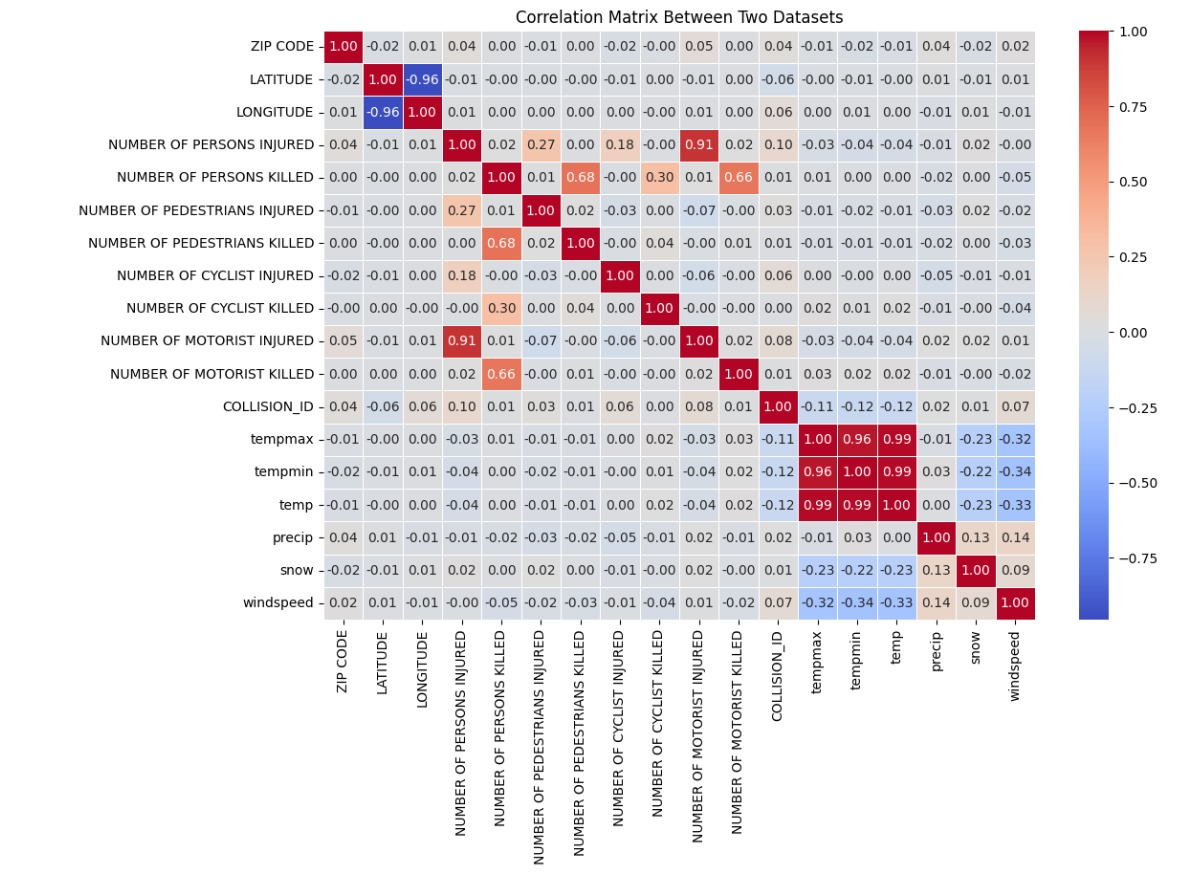 Correlation Matrix Between Two Datasets
ZIP CODE 1.00 -0.02 0.01 0.04 0.00 -0.01 0.00 -0.02 -0.00 0.05 0.00 0.04 -0.01 -0.02 -0.01 0.04 -0.02 0.02
LATITUDE -0.02 1.00 -0.96 -0.01 -0.00 -0.00 -0.00 -0.01 0.00 -0.01 0.00 -0.06 -0.00 -0.01 -0.00 0.01 -0.01 0.01
LONGITUDE 0.01 -0.96 1.00 0.01 0.00 0.00 0.00 0.00 -0.00 0.01 0.00 0.06 0.00 0.01 0.00 -0.01 0.01 -0.01
NUMBER OF PERSONS INJURED 0.04 -0.01 0.01 1.00 0.02 0.27 0.00 0.18 -0.00 0.91 0.02 0.10 -0.03 -0.04 -0.04 -0.01 0.02 -0.00
NUMBER OF PERSONS KILLED 0.00 -0.00 0.00 0.02 1.00 0.01 0.68 -0.00 0.30 0.01 0.66 0.01 0.01 0.00 0.00 -0.02 0.00 -0.05
NUMBER OF PEDESTRIANS INJURED -0.01 -0.00 0.00 0.27 0.01 1.00 0.02 -0.03 0.00 -0.07 -0.00 0.03 -0.01 -0.02 -0.01 -0.03 0.02 -0.02
NUMBER OF PEDESTRIANS KILLED 0.00 -0.00 0.00 0.00 0.68 0.02 1.00 -0.00 0.04 -0.00 0.01 0.01 -0.01 -0.01 -0.01 -0.02 0.00 -0.03
NUMBER OF CYCLIST INJURED -0.02 -0.01 0.00 0.18 -0.00 -0.03 -0.00 1.00 0.00 -0.06 -0.00 0.06 0.00 -0.00 0.00 -0.05 -0.01 -0.01
NUMBER OF CYCLIST KILLED -0.00 0.00 -0.00 -0.00 0.30 0.00 0.04 0.00 1.00 -0.00 -0.00 0.00 0.02 0.01 0.02 -0.01 -0.00 -0.04
NUMBER OF MOTORIST INJURED 0.05 -0.01 0.01 0.91 0.01 -0.07 -0.00 -0.06 -0.00 1.00 0.02 0.08 -0.03 -0.04 -0.04 0.02 0.02 0.01
NUMBER OF MOTORIST KILLED 0.00 0.00 0.00 0.02 0.66 -0.00 0.01 -0.00 -0.00 0.02 1.00 0.01 0.03 0.02 0.02 -0.01 -0.00 -0.02
COLLISION_ID 0.04 -0.06 0.06 0.10 0.01 0.03 0.01 0.06 0.00 0.08 0.01 1.00 -0.11 -0.12 -0.12 0.02 0.01 0.07
tempmax -0.01 -0.00 0.00 -0.03 0.01 -0.01 -0.01 0.00 0.02 -0.03 0.03 -0.11 1.00 0.96 0.99 -0.01 -0.23 -0.32
tempmin -0.02 -0.01 0.01 -0.04 0.00 -0.02 -0.01 -0.00 0.01 -0.04 0.02 -0.12 0.96 1.00 0.99 0.03 -0.22 -0.34
temp -0.01 -0.00 0.00 -0.04 0.00 -0.01 -0.01 0.00 0.02 -0.04 0.02 -0.12 0.99 0.99 1.00 0.00 -0.23 -0.33
precip 0.04 0.01 -0.01 -0.01 -0.02 -0.03 -0.02 -0.05 -0.01 0.02 -0.01 0.02 -0.01 0.03 0.00 1.00 0.13 0.14
snow -0.02 -0.01 0.01 0.02 0.00 0.02 0.00 -0.01 -0.00 0.02 -0.00 0.01 -0.23 -0.22 -0.23 0.13 1.00 0.09
windspeed 0.02 0.01 -0.01 -0.00 -0.05 -0.02 -0.03 -0.01 -0.04 0.01 -0.02 0.07 -0.32 -0.34 -0.33 0.14 0.09 1.00
ZIP CODE
LATITUDE
LONGITUDE
NUMBER OF PERSONS INJURED
NUMBER OF PERSONS KILLED
NUMBER OF PEDESTRIANS INJURED
NUMBER OF PEDESTRIANS KILLED
NUMBER OF CYCLIST INJURED
NUMBER OF CYCLIST KILLED
NUMBER OF MOTORIST INJURED
NUMBER OF MOTORIST KILLED
COLLISION_ID
tempmax
tempmin
temp
precip
snow
windspeed
1.00
0.75
0.50
0.25
0.00
−0.25
−0.50
−0.75